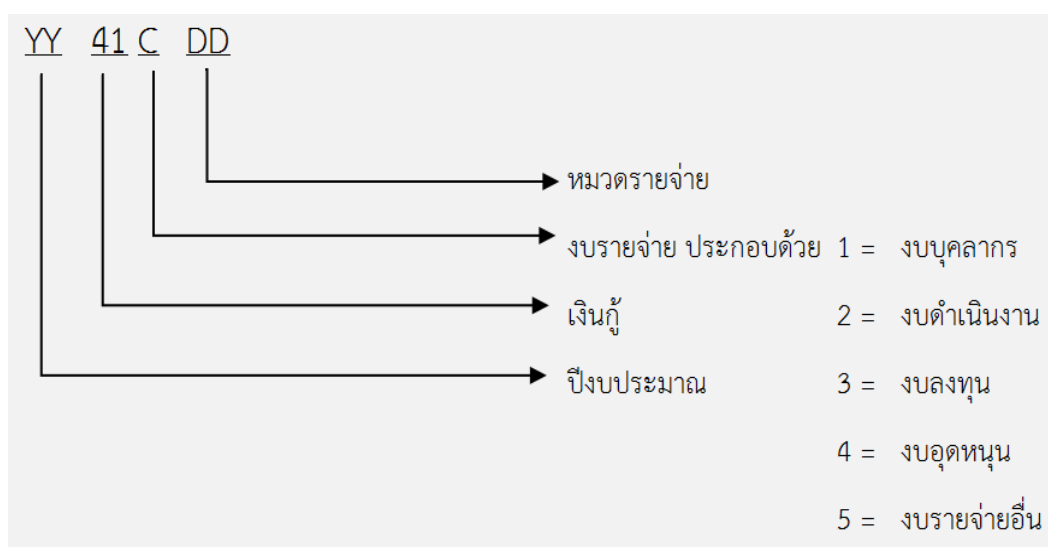 YY 41 C DD
หมวดรายจ่าย
งบรายจ่าย ประกอบด้วย 1 = งบบุคลากร
เงินกู้ 2 = งบดำเนินงาน
ปีงบประมาณ 3 = งบลงทุน
4 = งบอุดหนุน
5 = งบรายจ่ายอื่น